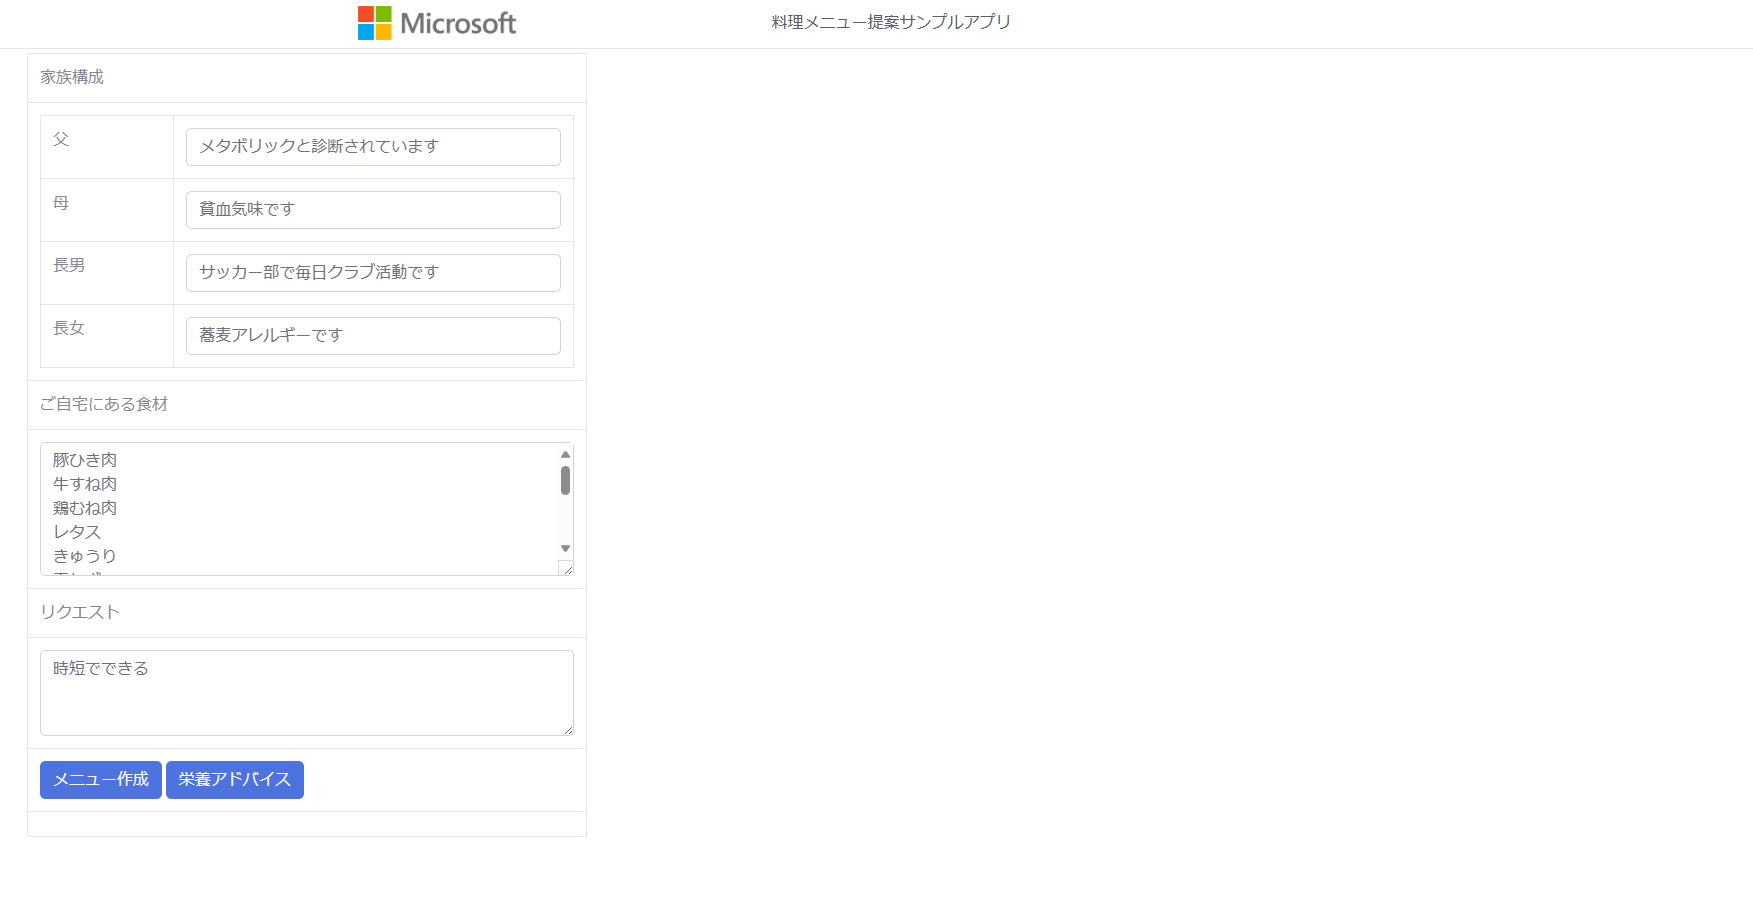 Microsoft
料理メニュー提案サンプルアプリ
家族構成
父
メタボリックと診断されています
母
貧血気味です
長男
サッカー部で毎日クラブ活動です
長女
蕎麦アレルギーです
ご自宅にある食材
豚ひき肉
牛すね肉
鶏むね肉
レタス
きゅうり
リクエスト
時短でできる
メニュー作成
栄養アドバイス